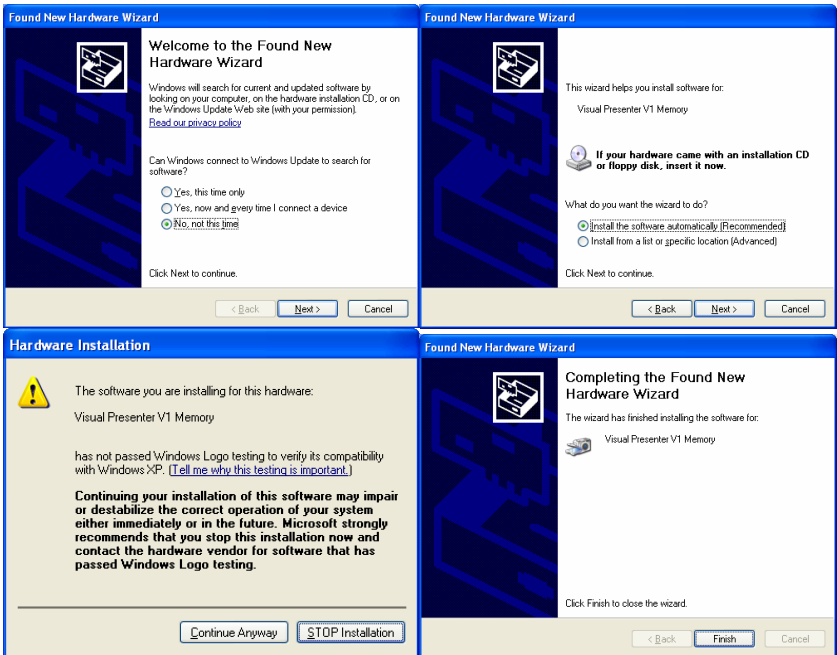 Found New Hardware Wizard
Welcome to the Found New
Hardware Wizard
Windows will search for current and updated software by
looking on your computer, on the hardware installation CD, or on
the Windows Update Web site (with your permission).
Read our privacy policy
Can Windows connect to Windows Update to search for
software?
Yes, this time only
Yes, now and every time I connect a device
No, not this time
Click Next to continue.
< Back
Next >
Cancel
Found New Hardware Wizard
This wizard helps you install software for:
Visual Presenter V1 Memory
If your hardware came with an installation CD
or floppy disk, insert it now.
What do you want the wizard to do?
Install the software automatically (Recommended)
Install from a list or specific location (Advanced)
Click Next to continue.
< Back
Next >
Cancel
Hardware Installation
The software you are installing for this hardware:
Visual Presenter V1 Memory
has not passed Windows Logo testing to verify its compatibility
with Windows XP. (Tell me why this testing is important.)
Continuing your installation of this software may impair
or destabilize the correct operation of your system
either immediately or in the future. Microsoft strongly
recommends that you stop this installation now and
contact the hardware vendor for software that has
passed Windows Logo testing.
Continue Anyway
STOP Installation
Found New Hardware Wizard
Completing the Found New
Hardware Wizard
The wizard has finished installing the software for:
Visual Presenter V1 Memory
Click Finish to close the wizard.
< Back
Finish
Cancel